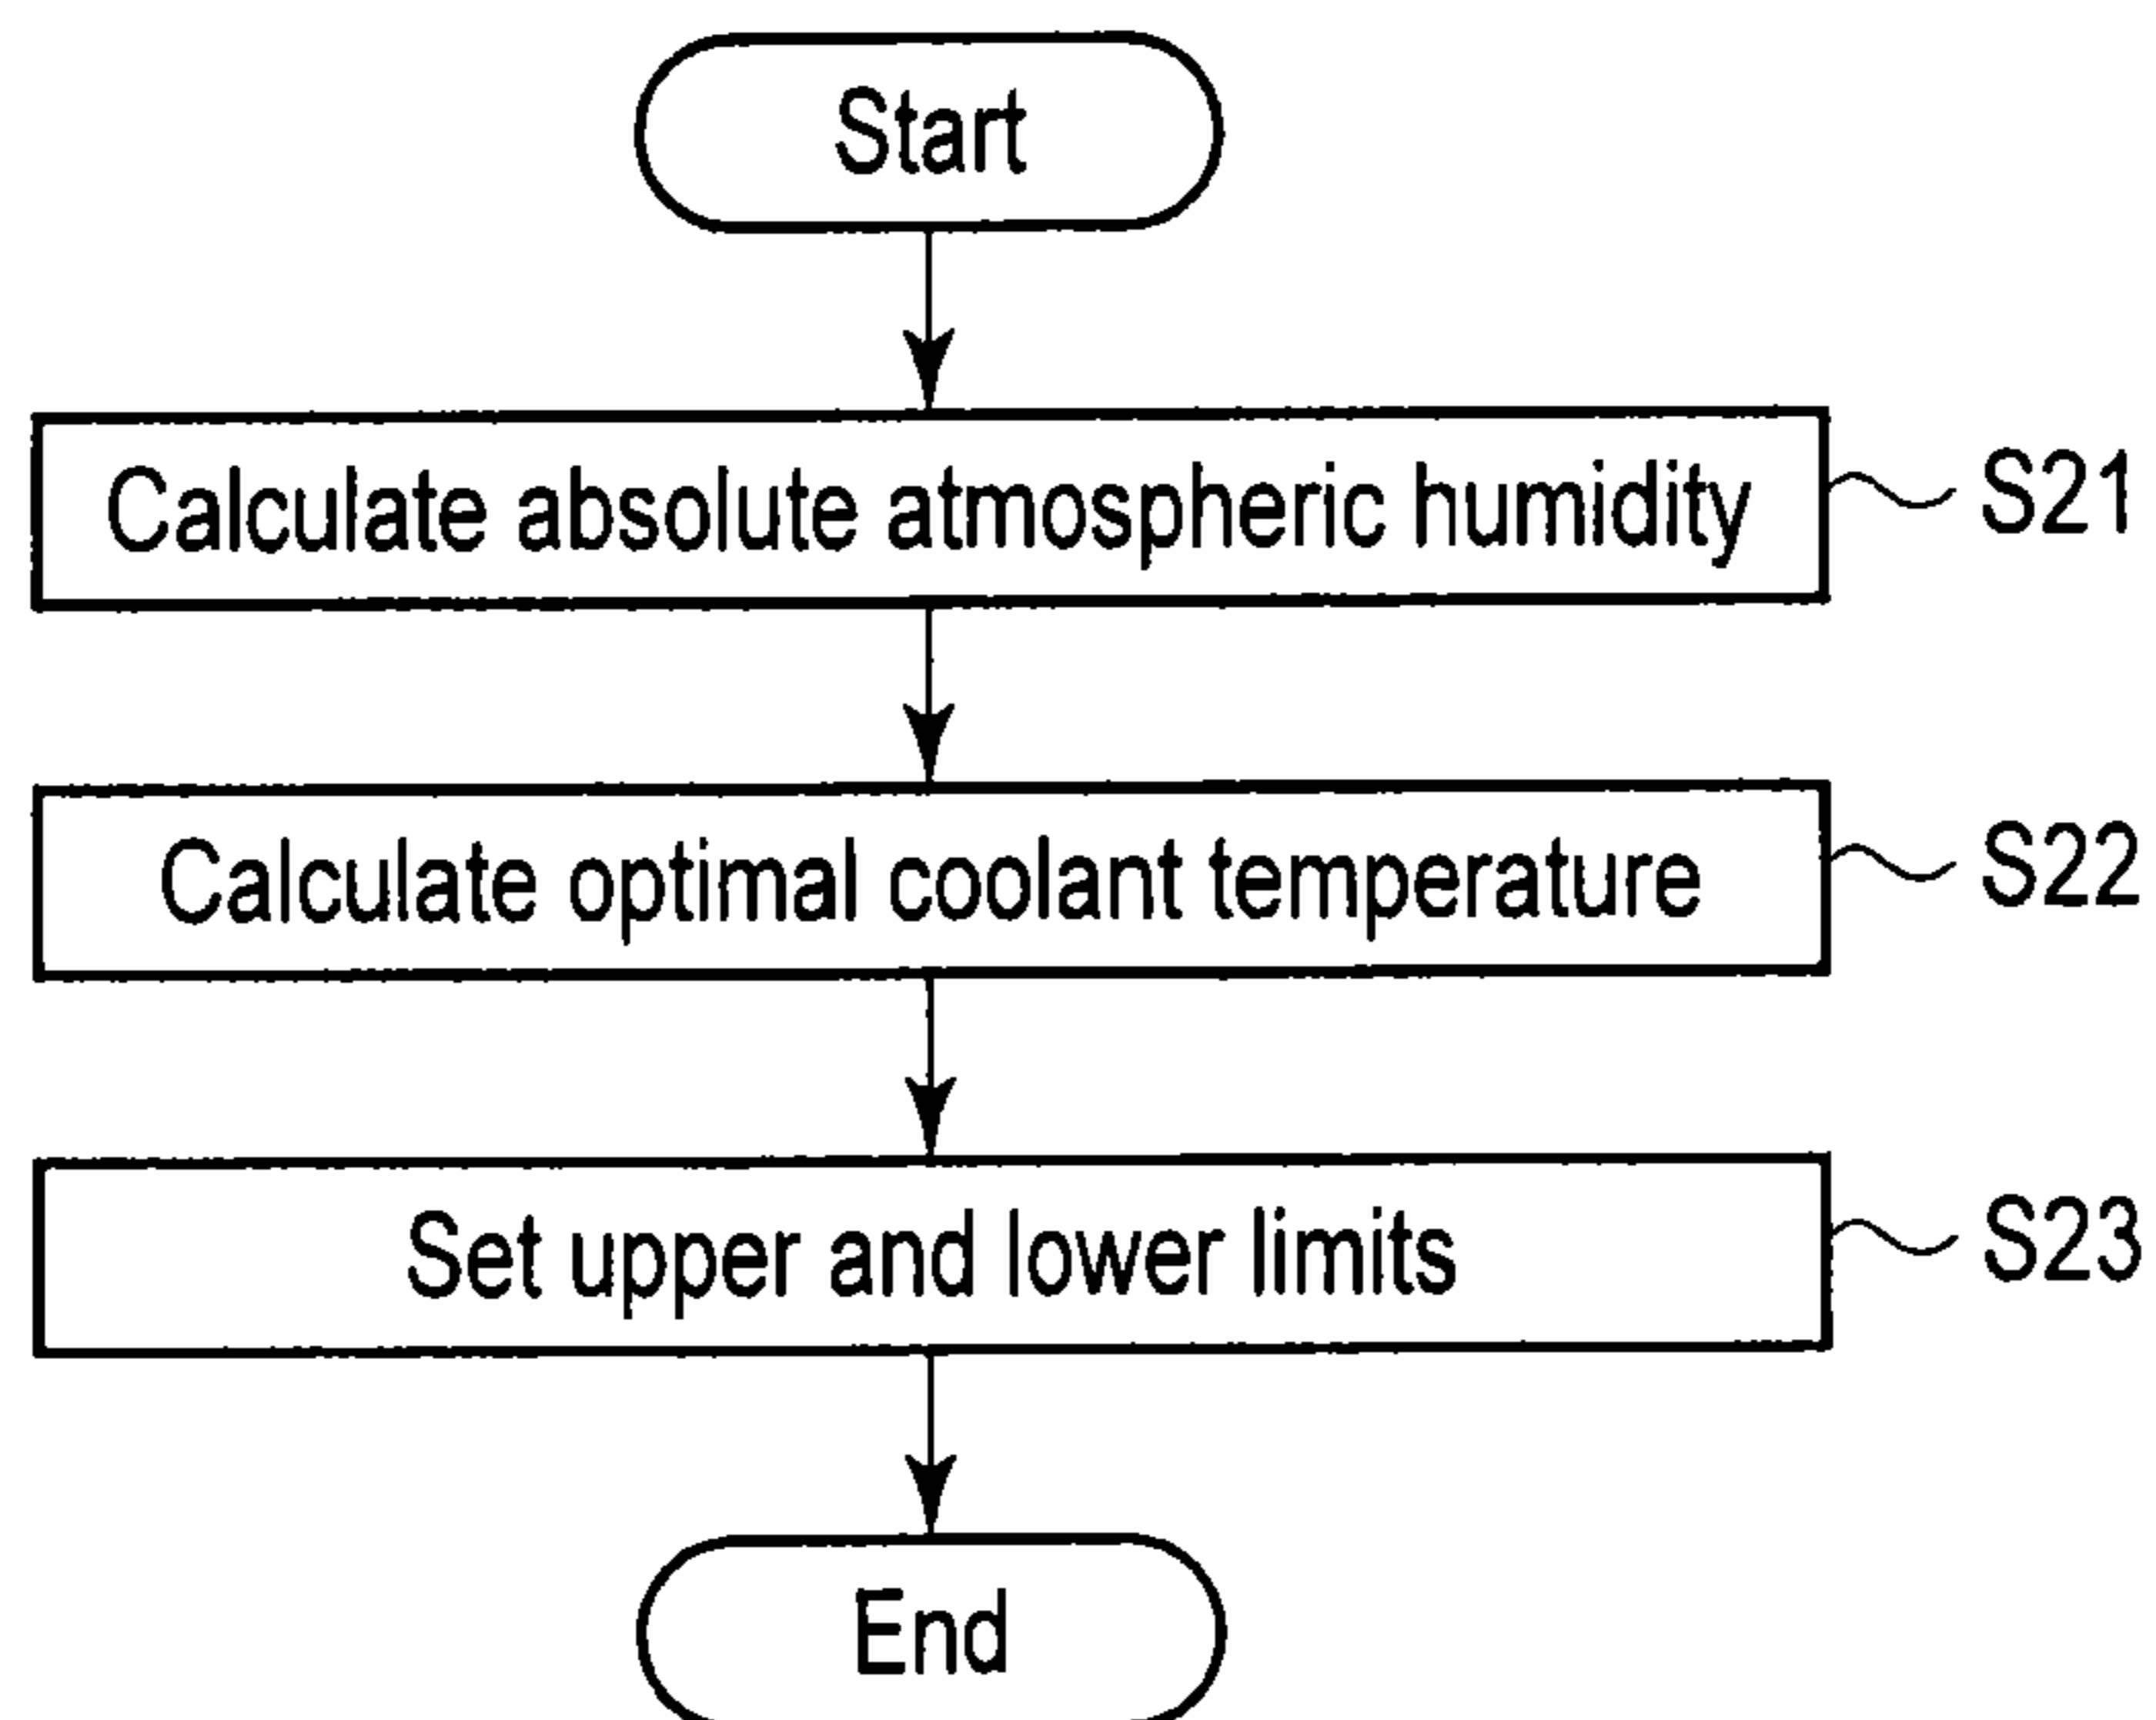 Start
Calculate absolute atmospheric humidity S21
Calculate optimal coolant temperature S22
Set upper and lower limits S23
End